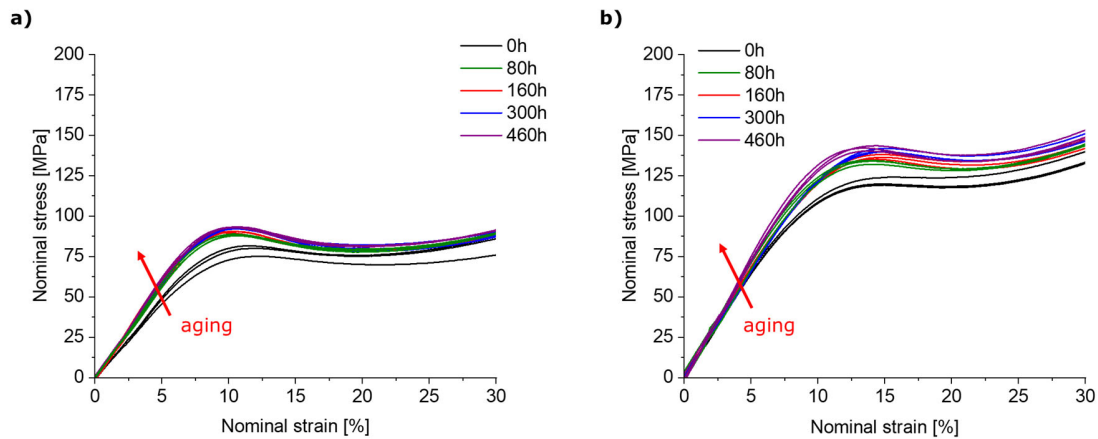 a)
200
175
150
125
100
75
50
25
0
Nominal stress [MPa]
0h
80h
160h
300h
460h
aging
0 5 10 15 20 25 30
Nominal strain [%]
b)
200
175
150
125
100
75
50
25
0
Nominal stress [MPa]
0h
80h
160h
300h
460h
aging
0 5 10 15 20 25 30
Nominal strain [%]